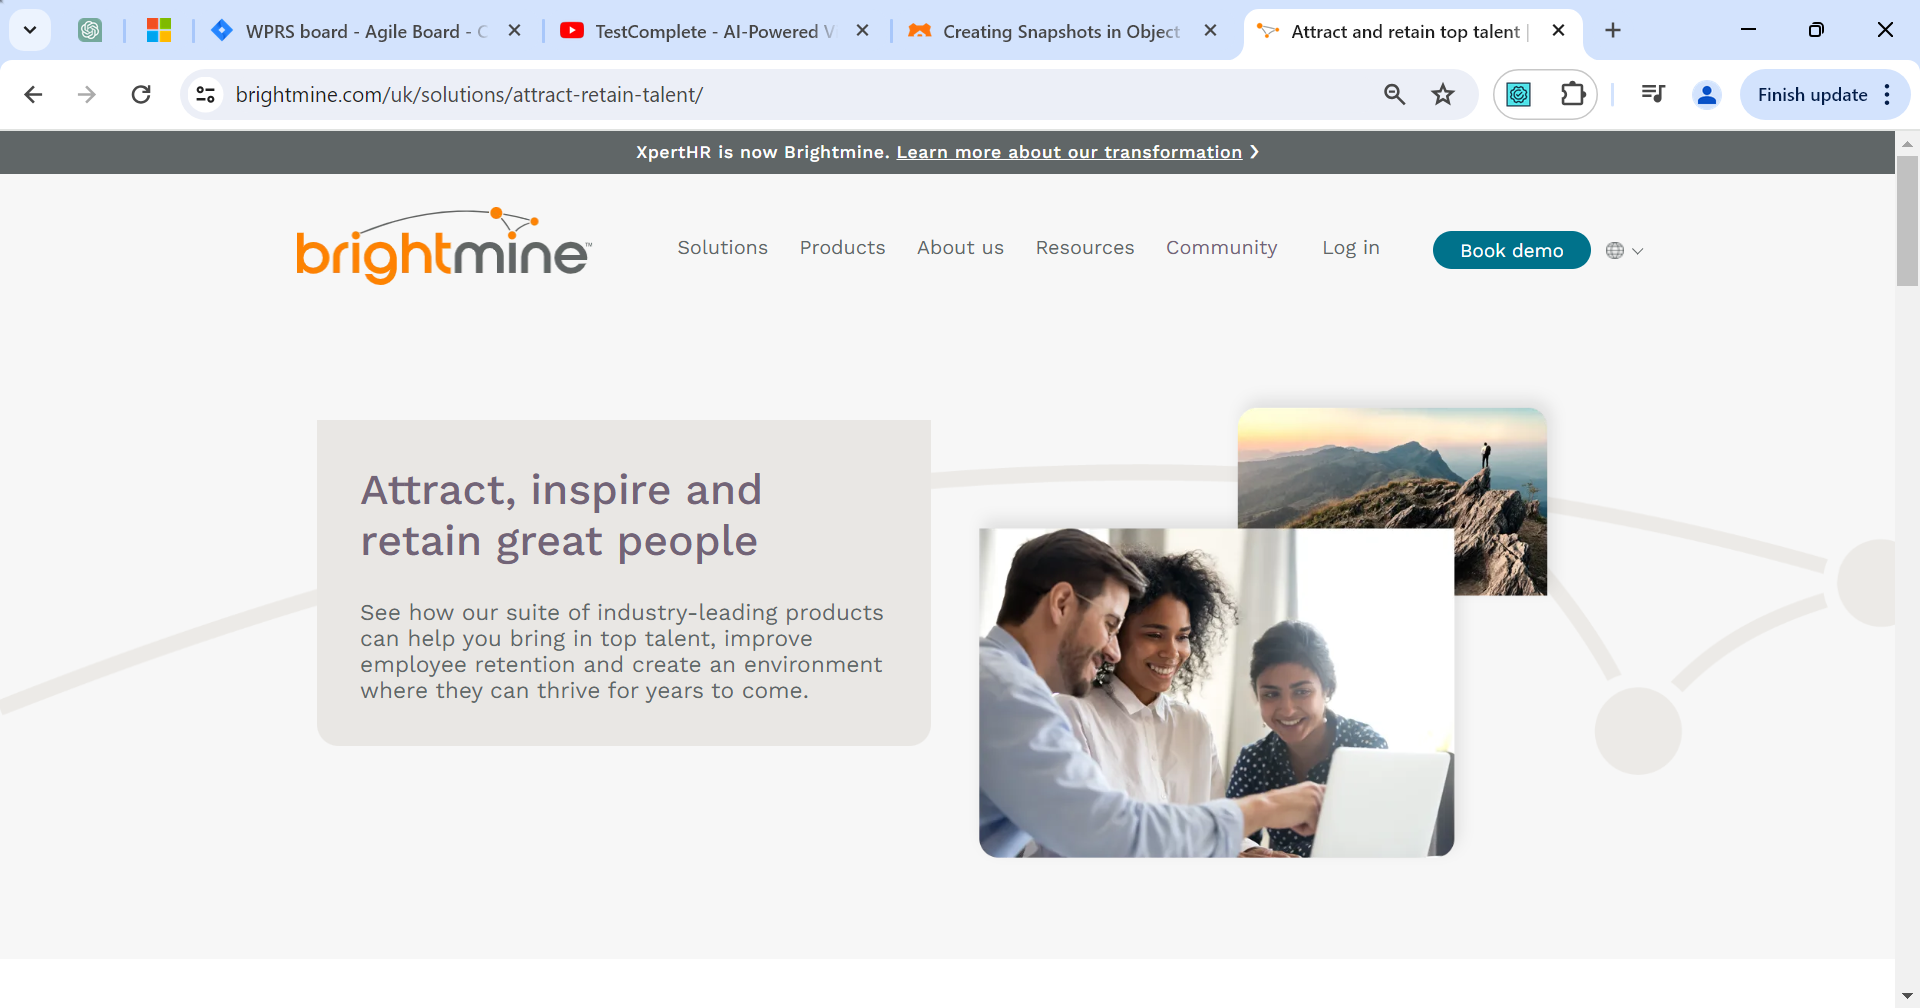 WPRS board - Agile Board - C
TestComplete - AI-Powered V
Creating Snapshots in Object
Attract and retain top talent |
brightmine.com/uk/solutions/attract-retain-talent/
Finish update
XpertHR is now Brightmine. Learn more about our transformation ❯
brightmine™
Solutions
Products
About us
Resources
Community
Log in
Book demo
Attract, inspire and
retain great people
See how our suite of industry-leading products
can help you bring in top talent, improve
employee retention and create an environment
where they can thrive for years to come.